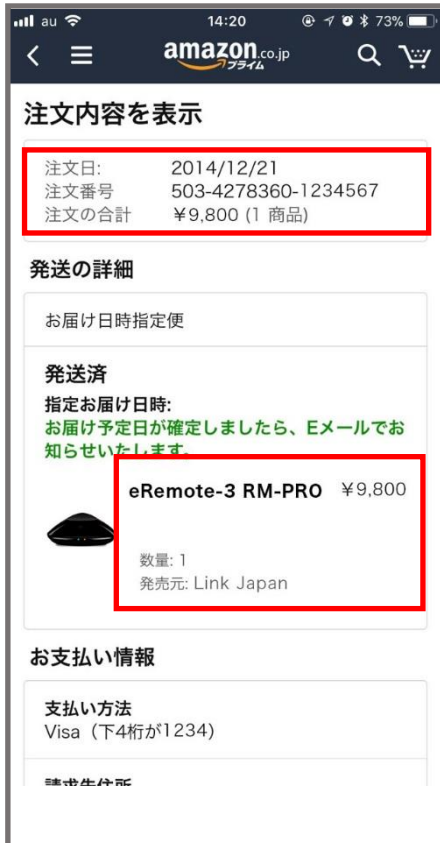 au 14:20 73%
amazon.co.jp
プライム
注文内容を表示
注文日: 2014/12/21
注文番号 503-4278360-1234567
注文の合計 ¥9,800 (1 商品)
発送の詳細
お届け日時指定便
発送済
指定お届け日時:
お届け予定日が確定しましたら、Eメールでお
知らせいたします。
eRemote-3 RM-PRO ¥9,800
数量: 1
発売元: Link Japan
お支払い情報
支払い方法
Visa（下4桁が1234)
請求先住所